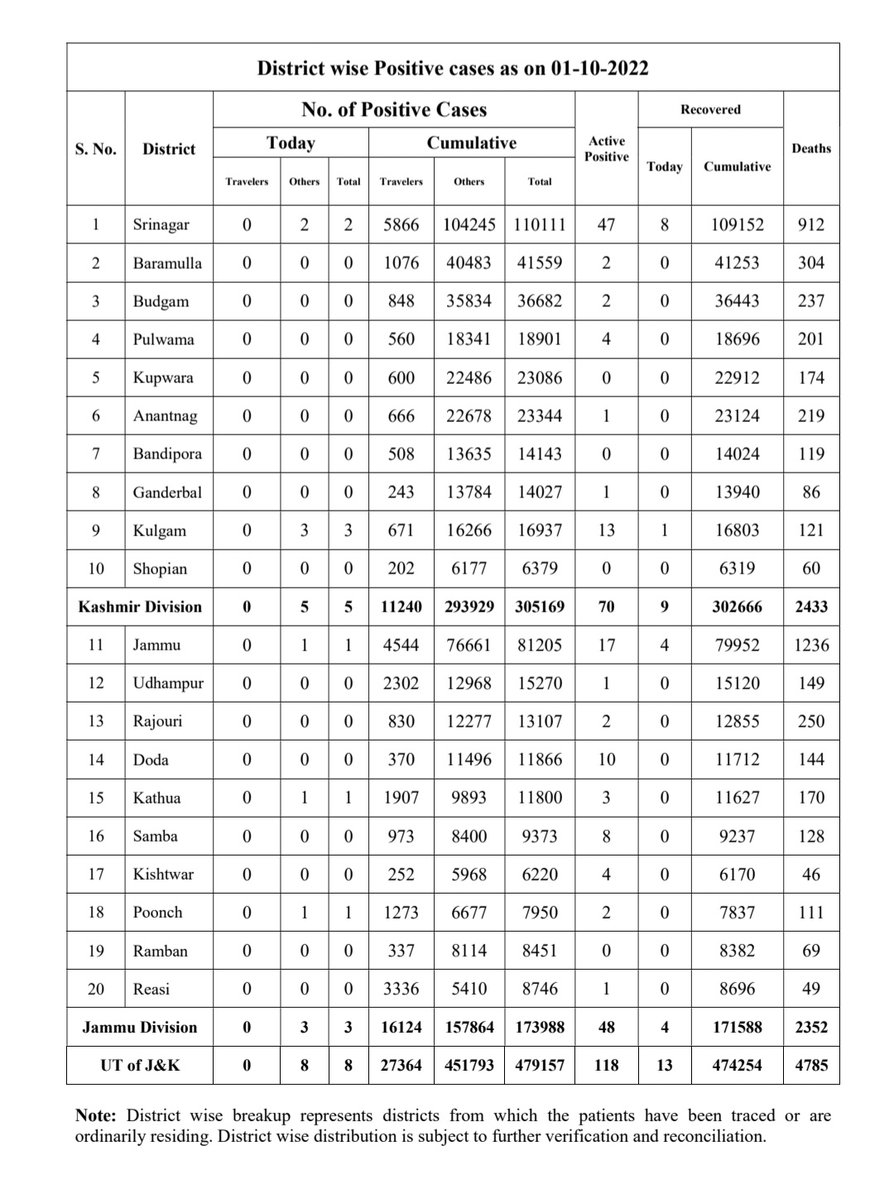 District wise Positive cases as on 01-10-2022
S. No. District No. of Positive Cases Active Positive Recovered Deaths
Today Cumulative Today Cumulative
Travelers Others Total Travelers Others Total
1 Srinagar 0 2 2 5866 104245 110111 47 8 109152 912
2 Baramulla 0 0 0 1076 40483 41559 2 0 41253 304
3 Budgam 0 0 0 848 35834 36682 2 0 36443 237
4 Pulwama 0 0 0 560 18341 18901 4 0 18696 201
5 Kupwara 0 0 0 600 22486 23086 0 0 22912 174
6 Anantnag 0 0 0 666 22678 23344 1 0 23124 219
7 Bandipora 0 0 0 508 13635 14143 0 0 14024 119
8 Ganderbal 0 0 0 243 13784 14027 1 0 13940 86
9 Kulgam 0 3 3 671 16266 16937 13 1 16803 121
10 Shopian 0 0 0 202 6177 6379 0 0 6319 60
Kashmir Division 0 5 5 11240 293929 305169 70 9 302666 2433
11 Jammu 0 1 1 4544 76661 81205 17 4 79952 1236
12 Udhampur 0 0 0 2302 12968 15270 1 0 15120 149
13 Rajouri 0 0 0 830 12277 13107 2 0 12855 250
14 Doda 0 0 0 370 11496 11866 10 0 11712 144
15 Kathua 0 1 1 1907 9893 11800 3 0 11627 170
16 Samba 0 0 0 973 8400 9373 8 0 9237 128
17 Kishtwar 0 0 0 252 5968 6220 4 0 6170 46
18 Poonch 0 1 1 1273 6677 7950 2 0 7837 111
19 Ramban 0 0 0 337 8114 8451 0 0 8382 69
20 Reasi 0 0 0 3336 5410 8746 1 0 8696 49
Jammu Division 0 3 3 16124 157864 173988 48 4 171588 2352
UT of J&K 0 8 8 27364 451793 479157 118 13 474254 4785
Note: District wise breakup represents districts from which the patients have been traced or are
ordinarily residing. District wise distribution is subject to further verification and reconciliation.